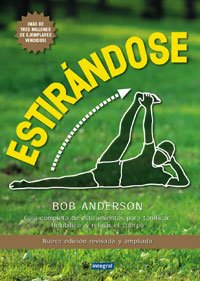 ¡MÁS DE
TRES MILLONES
DE EJEMPLARES
VENDIDOS!
ESTIRÁNDOSE
BOB ANDERSON
Guía completa de estiramientos para tonificar,
flexibilizar y relajar el cuerpo
Nueva edición revisada y ampliada
integral